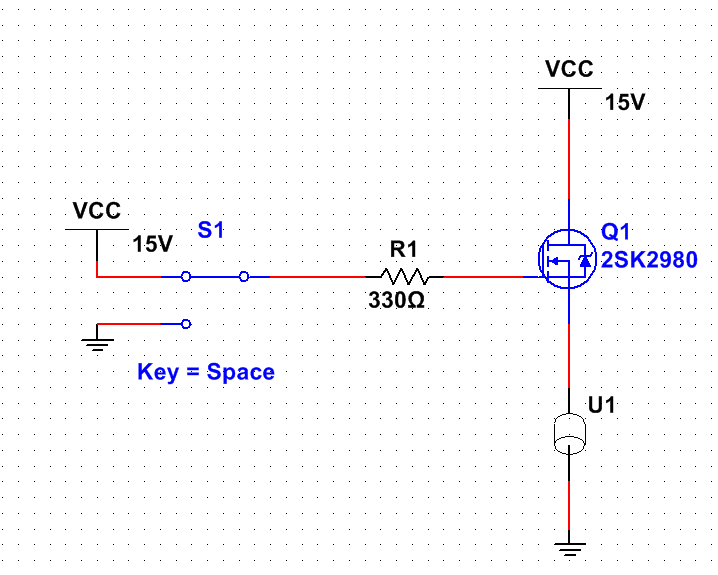 VCC
15V
VCC
15V
S1
R1
330Ω
Q1
2SK2980
Key = Space
U1